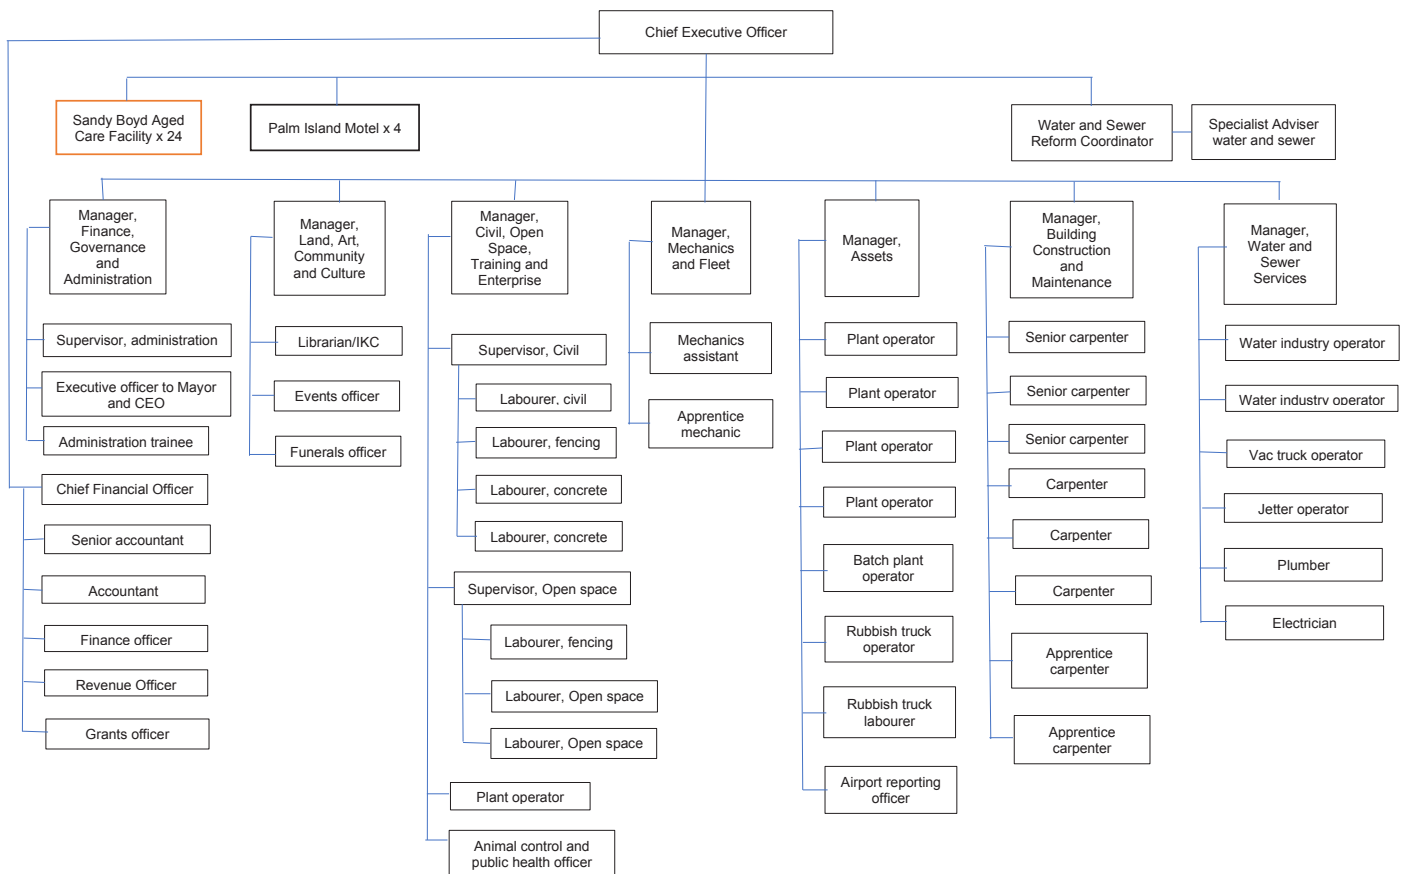 Chief Executive Officer
Sandy Boyd Aged
Care Facility x 24
Palm Island Motel x 4
Water and Sewer
Reform Coordinator
Specialist Adviser
water and sewer
Manager,
Finance,
Governance
and
Administration
Manager,
Land, Art,
Community
and Culture
Manager,
Civil, Open
Space,
Training and
Enterprise
Manager,
Mechanics
and Fleet
Manager,
Assets
Manager,
Building
Construction
and
Maintenance
Manager,
Water and
Sewer
Services
Supervisor, administration
Executive officer to Mayor
and CEO
Administration trainee
Chief Financial Officer
Senior accountant
Accountant
Finance officer
Revenue Officer
Grants officer
Librarian/IKC
Events officer
Funerals officer
Supervisor, Civil
Labourer, civil
Labourer, fencing
Labourer, concrete
Labourer, concrete
Supervisor, Open space
Labourer, fencing
Labourer, Open space
Labourer, Open space
Plant operator
Animal control and
public health officer
Mechanics
assistant
Apprentice
mechanic
Plant operator
Plant operator
Plant operator
Plant operator
Batch plant
operator
Rubbish truck
operator
Rubbish truck
labourer
Airport reporting
officer
Senior carpenter
Senior carpenter
Senior carpenter
Carpenter
Carpenter
Carpenter
Apprentice
carpenter
Apprentice
carpenter
Water industry operator
Water industry operator
Vac truck operator
Jetter operator
Plumber
Electrician